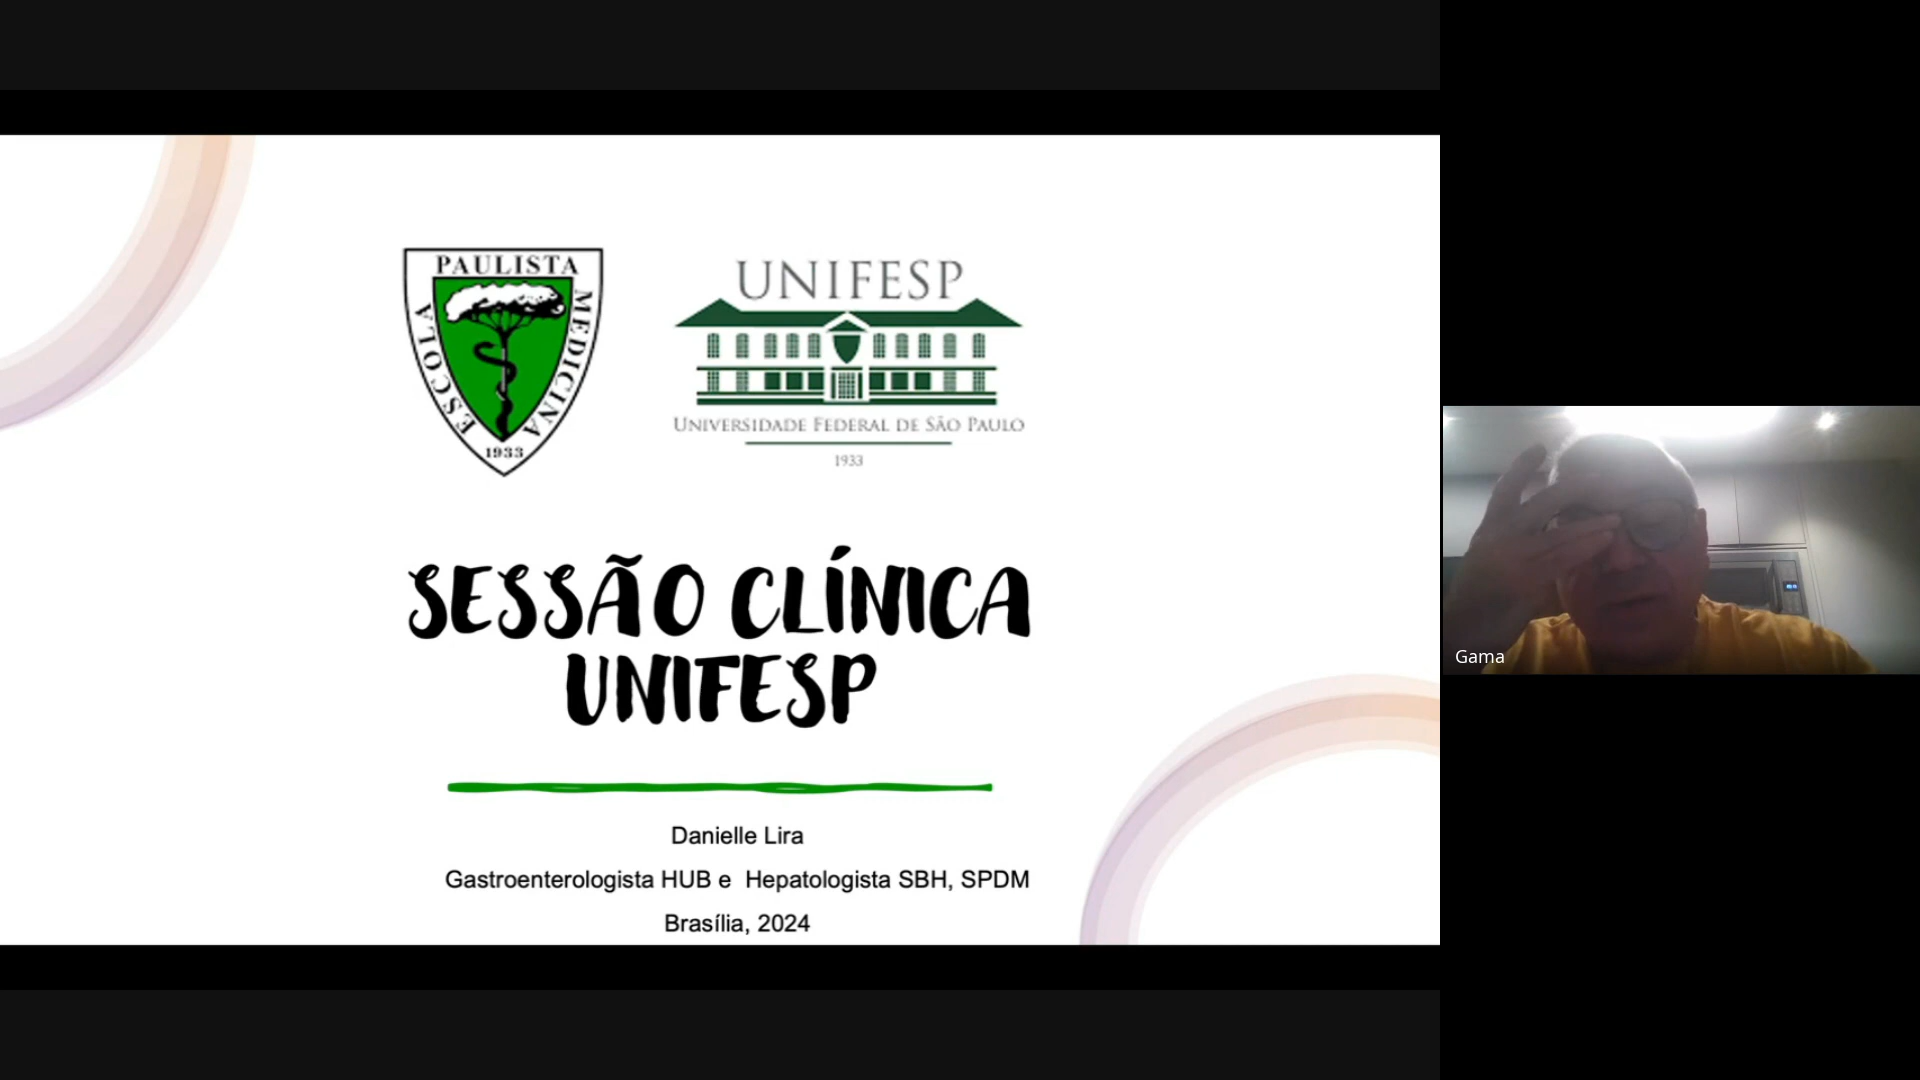 PAULISTA
ESCOLA
MEDICINA
1933
UNIFESP
UNIVERSIDADE FEDERAL DE SÃO PAULO
1933
SESSÃO CLÍNICA
UNIFESP
Danielle Lira
Gastroenterologista HUB e Hepatologista SBH, SPDM
Brasília, 2024
Gama